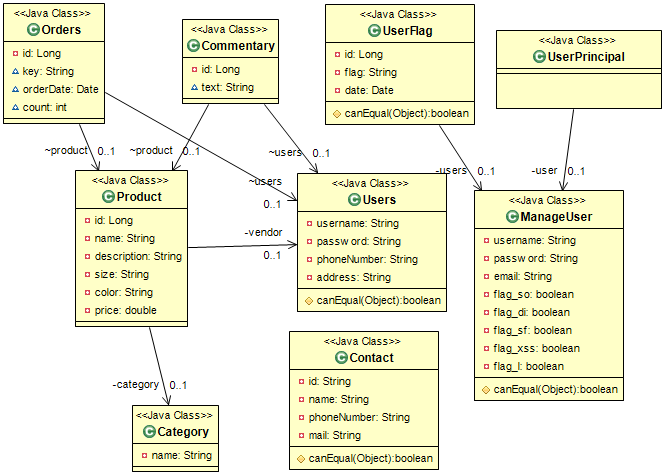 <<Java Class>>
C Orders
id: Long
key: String
orderDate: Date
count: int
<<Java Class>>
C Commentary
id: Long
text: String
<<Java Class>>
C UserFlag
id: Long
flag: String
date: Date
canEqual(Object):boolean
<<Java Class>>
C UserPrincipal
~product 0..1
~product 0..1
~users 0..1
~users
0..1
-users 0..1
-user 0..1
<<Java Class>>
C Product
id: Long
name: String
description: String
size: String
color: String
price: double
-vendor
0..1
<<Java Class>>
C Users
username: String
password: String
phoneNumber: String
address: String
canEqual(Object):boolean
<<Java Class>>
C ManageUser
username: String
password: String
email: String
flag_so: boolean
flag_di: boolean
flag_sf: boolean
flag_xss: boolean
flag_l: boolean
canEqual(Object):boolean
-category 0..1
<<Java Class>>
C Category
name: String
<<Java Class>>
C Contact
id: String
name: String
phoneNumber: String
mail: String
canEqual(Object):boolean